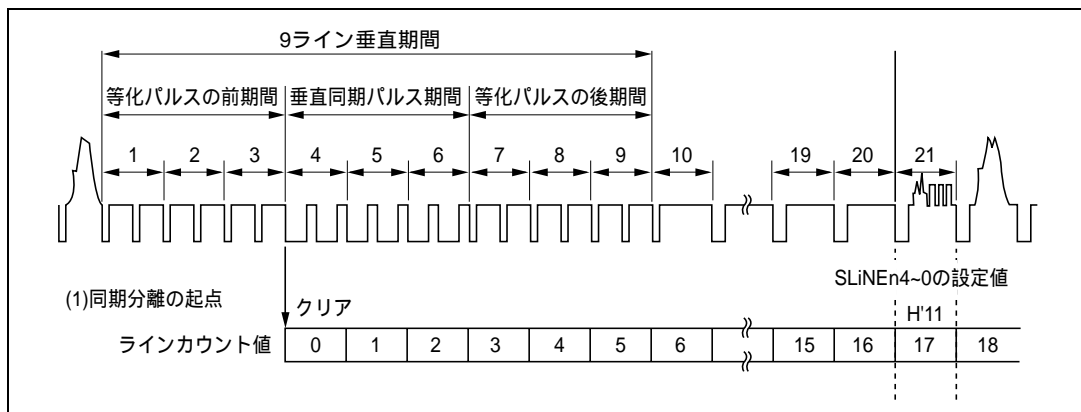 9ライン垂直期間
等化パルスの前期間 垂直同期パルス期間 等化パルスの後期間
1 2 3 4 5 6 7 8 9 10 19 20 21
SLiNEn4~0の設定値
(1)同期分離の起点
クリア
H'11
ラインカウント値 0 1 2 3 4 5 6 15 16 17 18